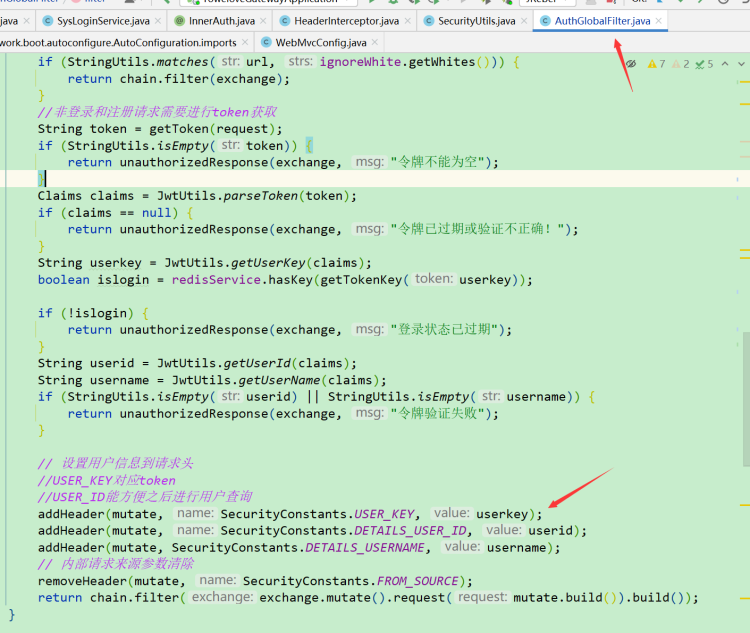 java × SysLoginService.java × InnerAuth.java × HeaderInterceptor.java × SecurityUtils.java × AuthGlobalFilter.java ×
work.boot.autoconfigure.AutoConfiguration.imports × WebMvcConfig.java ×
if (StringUtils.matches( str: url, strs: ignoreWhite.getWhites())) { 7 2 5
return chain.filter(exchange);
}
//非登录和注册请求需要进行token获取
String token = getToken(request);
if (StringUtils.isEmpty( str: token)) {
return unauthorizedResponse(exchange, msg: "令牌不能为空");
}
Claims claims = JwtUtils.parseToken(token);
if (claims == null) {
return unauthorizedResponse(exchange, msg: "令牌已过期或验证不正确！");
}
String userkey = JwtUtils.getUserKey(claims);
boolean islogin = redisService.hasKey(getTokenKey( token: userkey));
if (!islogin) {
return unauthorizedResponse(exchange, msg: "登录状态已过期");
}
String userid = JwtUtils.getUserId(claims);
String username = JwtUtils.getUserName(claims);
if (StringUtils.isEmpty( str: userid) || StringUtils.isEmpty( str: username)) {
return unauthorizedResponse(exchange, msg: "令牌验证失败");
}
// 设置用户信息到请求头
//USER_KEY对应token
//USER_ID能方便之后进行用户查询
addHeader(mutate, name: SecurityConstants.USER_KEY, value: userkey);
addHeader(mutate, name: SecurityConstants.DETAILS_USER_ID, value: userid);
addHeader(mutate, SecurityConstants.DETAILS_USERNAME, value: username);
// 内部请求来源参数清除
removeHeader(mutate, name: SecurityConstants.FROM_SOURCE);
return chain.filter( exchange: exchange.mutate().request( request: mutate.build()).build());
}